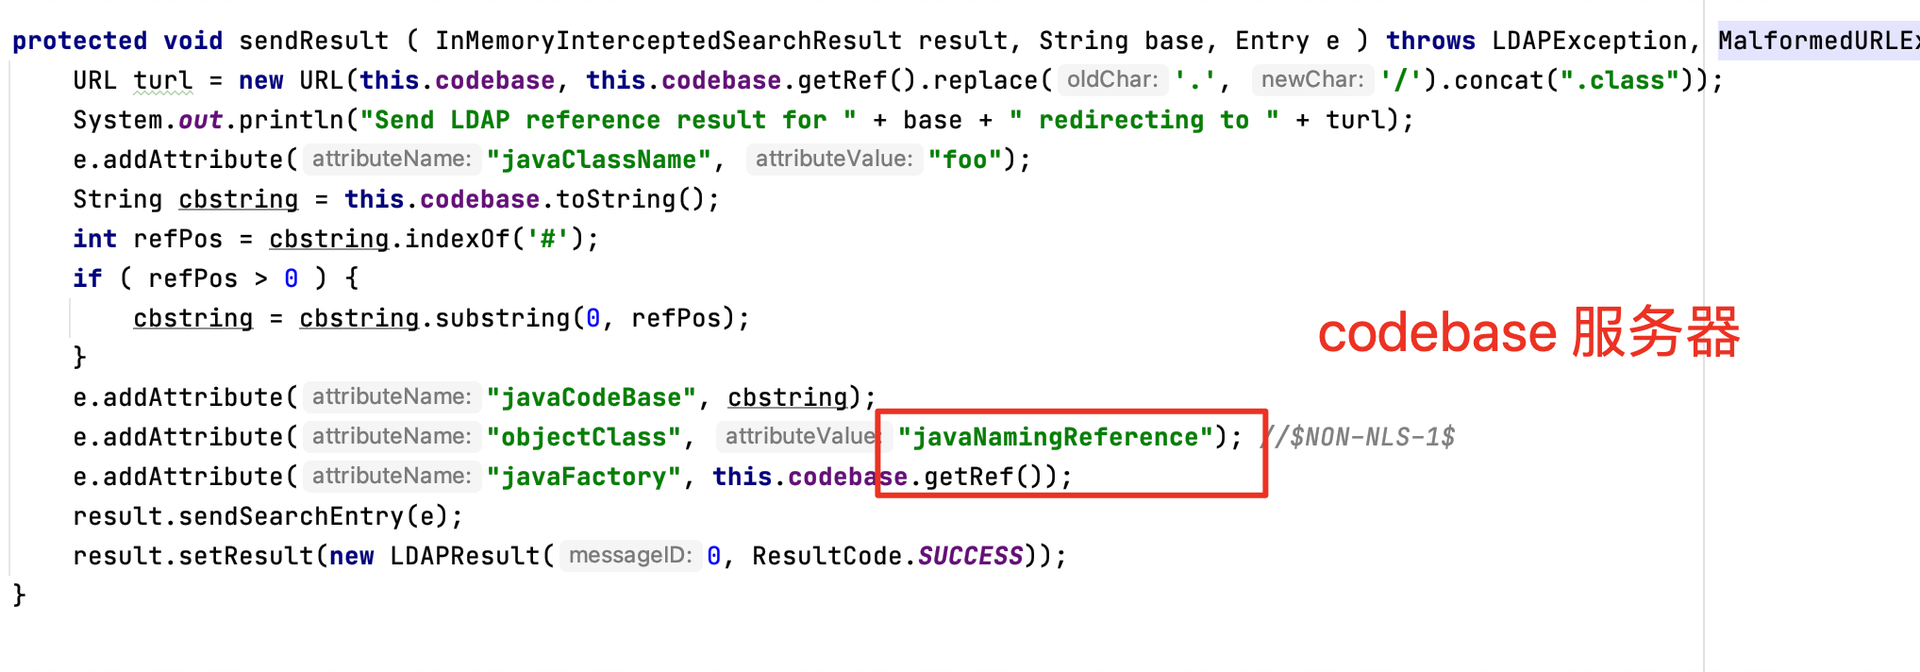 protected void sendResult ( InMemoryInterceptedSearchResult result, String base, Entry e ) throws LDAPException, MalformedURLEx
URL turl = new URL(this.codebase, this.codebase.getRef().replace( oldChar: '.', newChar: '/').concat(".class"));
System.out.println("Send LDAP reference result for " + base + " redirecting to " + turl);
e.addAttribute( attributeName: "javaClassName", attributeValue: "foo");
String cbstring = this.codebase.toString();
int refPos = cbstring.indexOf('#');
if ( refPos > 0 ) {
cbstring = cbstring.substring(0, refPos);
codebase 服务器
}
e.addAttribute( attributeName: "javaCodeBase", cbstring);
e.addAttribute( attributeName: "objectClass", attributeValue: "javaNamingReference"); //$NON-NLS-1$
e.addAttribute( attributeName: "javaFactory", this.codebase.getRef());
result.sendSearchEntry(e);
result.setResult(new LDAPResult( messageID: 0, ResultCode.SUCCESS));
}